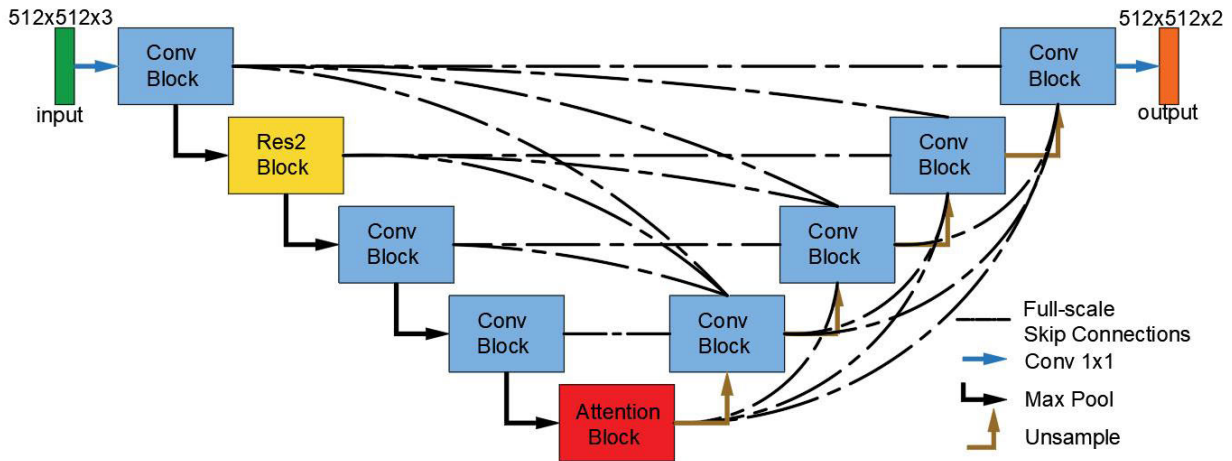 512x512x3
512x512x2
Conv
Block
Conv
Block
input
output
Res2
Block
Conv
Block
Conv
Block
Conv
Block
Conv
Block
Conv
Block
Attention
Block
Full-scale
Skip Connections
Conv 1x1
Max Pool
Unsample